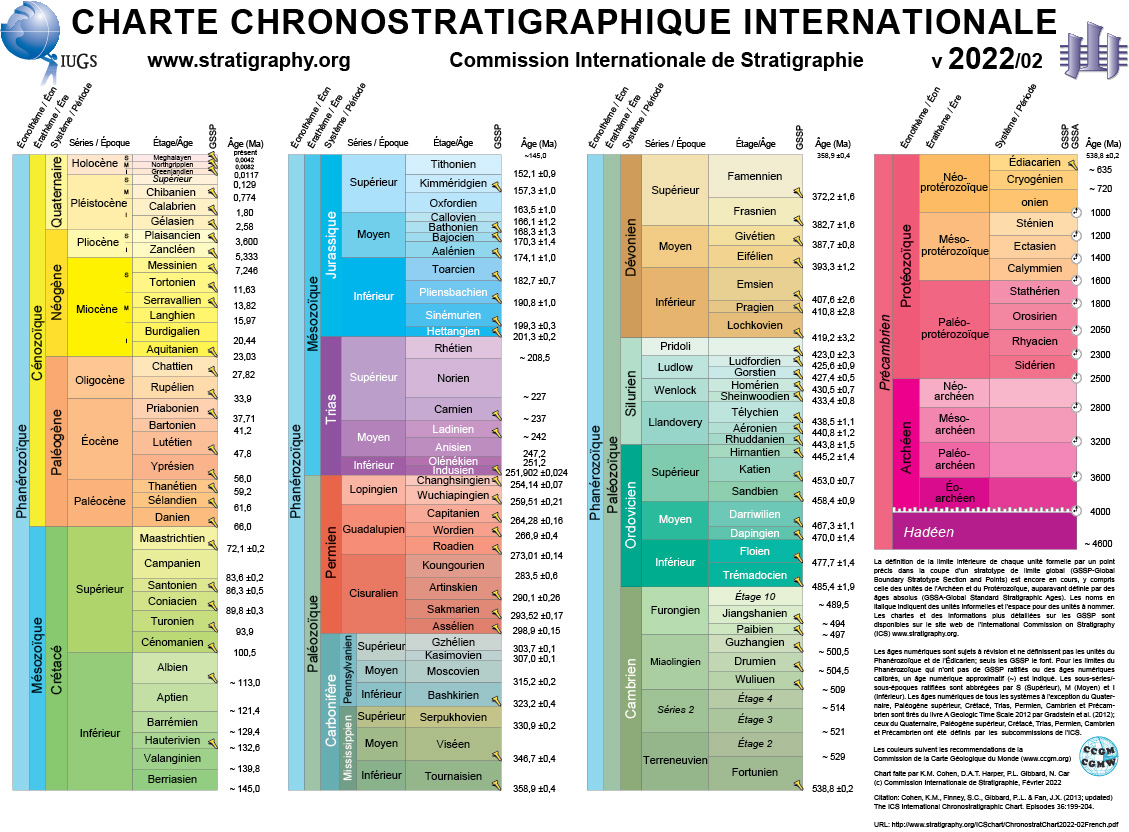 CHARTE CHRONOSTRATIGRAPHIQUE INTERNATIONALE
IUGS
www.stratigraphy.org
Commission Internationale de Stratigraphie
v 2022/02
Éonothème / Éon
Érathème / Ère
Système / Période
Séries / Époque
Étage/Âge
GSSP
Âge (Ma)
Phanérozoïque
Cénozoïque
Quaternaire
Holocène
S
M
I
Meghalayen
Northgrippien
Greenlandien
présent
0,0042
0,0082
0,0117
Pléistocène
S
M
I
Supérieur
0,129
Chibanien
0,774
Calabrien
1,80
Gélasien
2,58
Néogène
Pliocène
S
I
Plaisancien
3,600
Zancléen
5,333
Miocène
S
M
I
Messinien
7,246
Tortonien
11,63
Serravallien
13,82
Langhien
15,97
Burdigalien
20,44
Aquitanien
23,03
Paléogène
Oligocène
Chattien
27,82
Rupélien
33,9
Éocène
Priabonien
37,71
Bartonien
41,2
Lutétien
47,8
Yprésien
56,0
Paléocène
Thanétien
59,2
Sélandien
61,6
Danien
66,0
Mésozoïque
Crétacé
Supérieur
Maastrichtien
72,1 ±0,2
Campanien
83,6 ±0,2
Santonien
86,3 ±0,5
Coniacien
89,8 ±0,3
Turonien
93,9
Cénomanien
100,5
Inférieur
Albien
~ 113,0
Aptien
~ 121,4
Barrémien
~ 129,4
Hauterivien
~ 132,6
Valanginien
~ 139,8
Berriasien
~ 145,0
Éonothème / Éon
Érathème / Ère
Système / Période
Séries / Époque
Étage/Âge
GSSP
Âge (Ma)
~145,0
Phanérozoïque
Mésozoïque
Jurassique
Supérieur
Tithonien
152,1 ±0,9
Kimméridgien
157,3 ±1,0
Oxfordien
163,5 ±1,0
Moyen
Callovien
166,1 ±1,2
Bathonien
168,3 ±1,3
Bajocien
170,3 ±1,4
Aalénien
174,1 ±1,0
Inférieur
Toarcien
182,7 ±0,7
Pliensbachien
190,8 ±1,0
Sinémurien
199,3 ±0,3
Hettangien
201,3 ±0,2
Trias
Supérieur
Rhétien
~ 208,5
Norien
~ 227
Carnien
~ 237
Moyen
Ladinien
~ 242
Anisien
247,2
Inférieur
Olénékien
251,2
Indusien
251,902 ±0,024
Paléozoïque
Permien
Lopingien
Changhsingien
254,14 ±0,07
Wuchiapingien
259,51 ±0,21
Guadalupien
Capitanien
264,28 ±0,16
Wordien
266,9 ±0,4
Roadien
273,01 ±0,14
Cisuralien
Koungourien
283,5 ±0,6
Artinskien
290,1 ±0,26
Sakmarien
293,52 ±0,17
Assélien
298,9 ±0,15
Carbonifére
Pennsylvanien
Supérieur
Gzhélien
303,7 ±0,1
Kasimovien
307,0 ±0,1
Moyen
Moscovien
315,2 ±0,2
Inférieur
Bashkirien
323,2 ±0,4
Mississippien
Supérieur
Serpukhovien
330,9 ±0,2
Moyen
Viséen
346,7 ±0,4
Inférieur
Tournaisien
358,9 ±0,4
Éonothème / Éon
Érathème / Ère
Système / Période
Séries / Époque
Étage/Âge
GSSP
Âge (Ma)
358,9 ±0,4
Phanérozoïque
Paléozoïque
Dévonien
Supérieur
Famennien
372,2 ±1,6
Frasnien
382,7 ±1,6
Moyen
Givétien
387,7 ±0,8
Eifélien
393,3 ±1,2
Inférieur
Emsien
407,6 ±2,6
Pragien
410,8 ±2,8
Lochkovien
419,2 ±3,2
Silurien
Pridoli
423,0 ±2,3
Ludlow
Ludfordien
425,6 ±0,9
Gorstien
427,4 ±0,5
Wenlock
Homérien
430,5 ±0,7
Sheinwoodien
433,4 ±0,8
Llandovery
Télychien
438,5 ±1,1
Aéronien
440,8 ±1,2
Rhuddanien
443,8 ±1,5
Ordovicien
Supérieur
Hirnantien
445,2 ±1,4
Katien
453,0 ±0,7
Sandbien
458,4 ±0,9
Moyen
Darriwilien
467,3 ±1,1
Dapingien
470,0 ±1,4
Inférieur
Floien
477,7 ±1,4
Trémadocien
485,4 ±1,9
Cambrien
Furongien
Étage 10
~ 489,5
Jiangshanien
~ 494
Paibien
~ 497
Miaolingien
Guzhangien
~ 500,5
Drumien
~ 504,5
Wuliuen
~ 509
Séries 2
Étage 4
~ 514
Étage 3
~ 521
Terreneuvien
Étage 2
~ 529
Fortunien
538,8 ±0,2
Éonothème / Éon
Érathème / Ère
Système / Période
GSSP
GSSA
Âge (Ma)
538,8 ±0,2
Précambrien
Protéozoïque
Néo-
protérozoïque
Édiacarien
~ 635
Cryogénien
~ 720
onien
1000
Méso-
protérozoïque
Sténien
1200
Ectasien
1400
Calymmien
1600
Paléo-
protérozoïque
Stathérien
1800
Orosirien
2050
Rhyacien
2300
Sidérien
2500
Archéen
Néo-
archéen
2800
Méso-
archéen
3200
Paléo-
archéen
3600
Éo-
archéen
4000
Hadéen
~ 4600
La définition de la limite inférieure de chaque unité formelle par un point
précis dans la coupe d'un stratotype de limite global (GSSP-Global
Boundary Stratotype Section and Points) est encore en cours, y compris
celle des unités de l'Archéen et du Protérozoïque, auparavant définie par des
âges absolus (GSSA-Global Standard Stratigraphic Ages). Les noms en
Italique indiquent des unités informelles et l'espace pour des unités à nommer.
Les chartes et des informations plus détaillées sur les GSSP sont
disponibles sur le site web de l'International Commission on Stratigraphy
(ICS) www.stratigraphy.org.
Les âges numériques sont sujets à révision et ne définissent pas les unités du
Phanérozoïque et de l'Édicarien; seuls les GSSP le font. Pour les limites du
Phanérozoïque qui n'ont pas de GSSP ratifiés ou des âges numériques
calibrés, un âge numérique approximatif (~) est indiqué. Les sous-séries/
sous-époques ratifiées sont abbrégées par S (Supérieur), M (Moyen) et I
(Inférieur). Les âges numériques de tous les systèmes à l'exception du Quater-
naire, Paléogène supérieur, Crétacé, Trias, Permien, Cambrien et Précam-
brien sont tirés du livre A Geologic Time Scale 2012 par Gradstein et al. (2012);
ceux du Quaternaire, Paléogène supérieur, Crétacé, Trias, Permien, Cambrien
et Précambrien ont été définis par les subcommissions de l'ICS.
Les couleurs suivent les recommendations de la
Commission de la Carte Géologique du Monde (www.ccgm.org)
CCGM
CGMW
Chart faite par K.M. Cohen, D.A.T. Harper, P.L. Gibbard, N. Car
(c) Commission internationale de Stratigraphie, Février 2022
Citation: Cohen, K.M., Finney, S.C., Gibbard, P.L. & Fan, J.X. (2013; updated)
The ICS International Chronostratigraphic Chart. Episodes 36:199-204.
URL: http://www.stratigraphy.org/ICSchart/ChronostratChart2022-02French.pdf